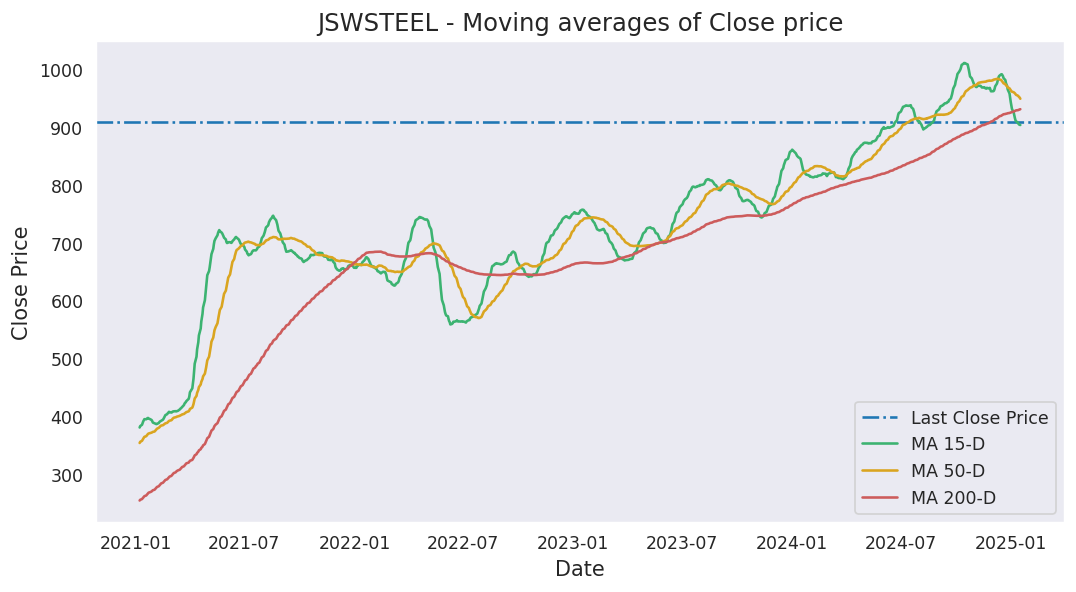 JSWSTEEL - Moving averages of Close price
Close Price
1000
900
800
700
600
500
400
300
2021-01
2021-07
2022-01
2022-07
2023-01
2023-07
2024-01
2024-07
2025-01
Date
Last Close Price
MA 15-D
MA 50-D
MA 200-D